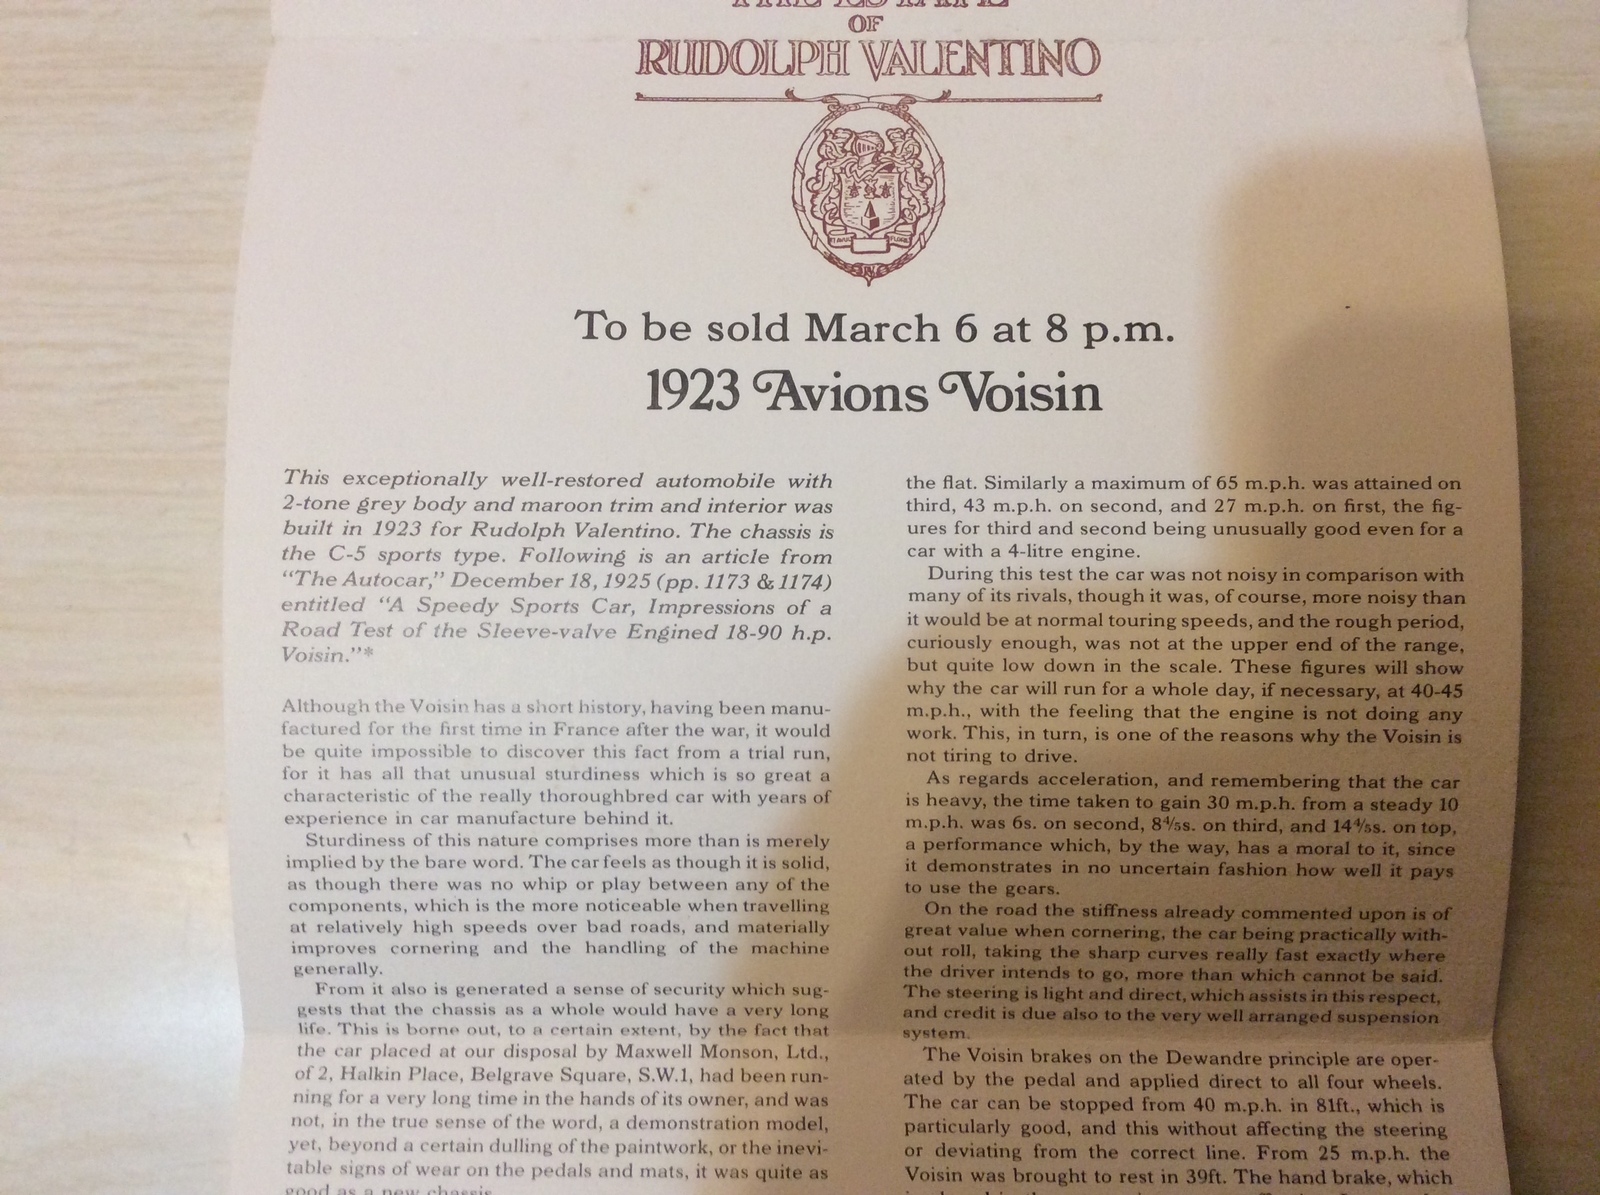 THE ESTATE
OF
RUDOLPH VALENTINO
To be sold March 6 at 8 p.m.
1923 Avions Voisin
This exceptionally well-restored automobile with
2-tone grey body and maroon trim and interior was
built in 1923 for Rudolph Valentino. The chassis is
the C-5 sports type. Following is an article from
“The Autocar,” December 18, 1925 (pp. 1173 & 1174)
entitled “A Speedy Sports Car, Impressions of a
Road Test of the Sleeve-valve Engined 18-90 h.p.
Voisin.”*
Although the Voisin has a short history, having been manu-
factured for the first time in France after the war, it would
be quite impossible to discover this fact from a trial run,
for it has all that unusual sturdiness which is so great a
characteristic of the really thoroughbred car with years of
experience in car manufacture behind it.
Sturdiness of this nature comprises more than is merely
implied by the bare word. The car feels as though it is solid,
as though there was no whip or play between any of the
components, which is the more noticeable when travelling
at relatively high speeds over bad roads, and materially
improves cornering and the handling of the machine
generally.
From it also is generated a sense of security which sug-
gests that the chassis as a whole would have a very long
life. This is borne out, to a certain extent, by the fact that
the car placed at our disposal by Maxwell Monson, Ltd.,
of 2, Halkin Place, Belgrave Square, S.W.1, had been run-
ning for a very long time in the hands of its owner, and was
not, in the true sense of the word, a demonstration model,
yet, beyond a certain dulling of the paintwork, or the inevi-
table signs of wear on the pedals and mats, it was quite as
good as a new chassis.
the flat. Similarly a maximum of 65 m.p.h. was attained on
third, 43 m.p.h. on second, and 27 m.p.h. on first, the fig-
ures for third and second being unusually good even for a
car with a 4-litre engine.
During this test the car was not noisy in comparison with
many of its rivals, though it was, of course, more noisy than
it would be at normal touring speeds, and the rough period,
curiously enough, was not at the upper end of the range,
but quite low down in the scale. These figures will show
why the car will run for a whole day, if necessary, at 40-45
m.p.h., with the feeling that the engine is not doing any
work. This, in turn, is one of the reasons why the Voisin is
not tiring to drive.
As regards acceleration, and remembering that the car
is heavy, the time taken to gain 30 m.p.h. from a steady 10
m.p.h. was 6s. on second, 8⅘s. on third, and 14⅘s. on top,
a performance which, by the way, has a moral to it, since
it demonstrates in no uncertain fashion how well it pays
to use the gears.
On the road the stiffness already commented upon is of
great value when cornering, the car being practically with-
out roll, taking the sharp curves really fast exactly where
the driver intends to go, more than which cannot be said.
The steering is light and direct, which assists in this respect,
and credit is due also to the very well arranged suspension
system.
The Voisin brakes on the Dewandre principle are oper-
ated by the pedal and applied direct to all four wheels.
The car can be stopped from 40 m.p.h. in 81ft., which is
particularly good, and this without affecting the steering
or deviating from the correct line. From 25 m.p.h. the
Voisin was brought to rest in 39ft. The hand brake, which